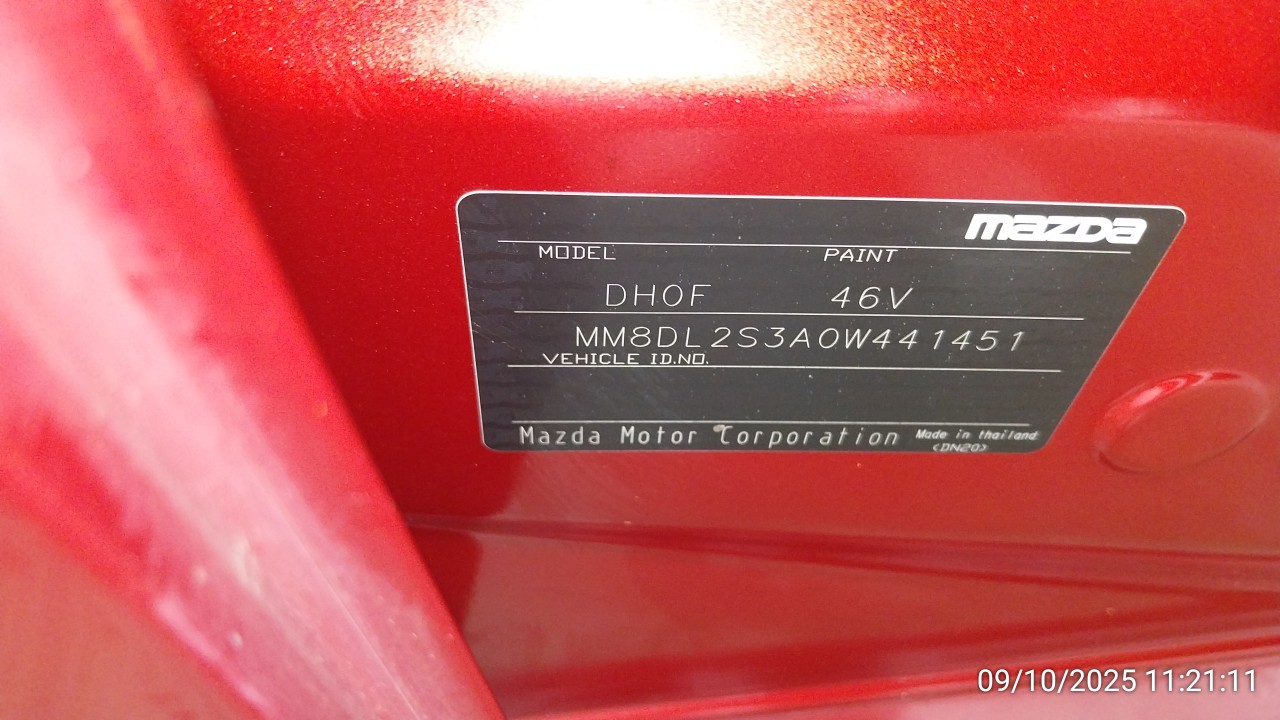 mazda
MODEL PAINT
DH0F 46V
MM8DL2S3A0W441451
VEHICLE ID.NO.
Mazda Motor Corporation Made in thailand
(DN20)
09/10/2025 11:21:11